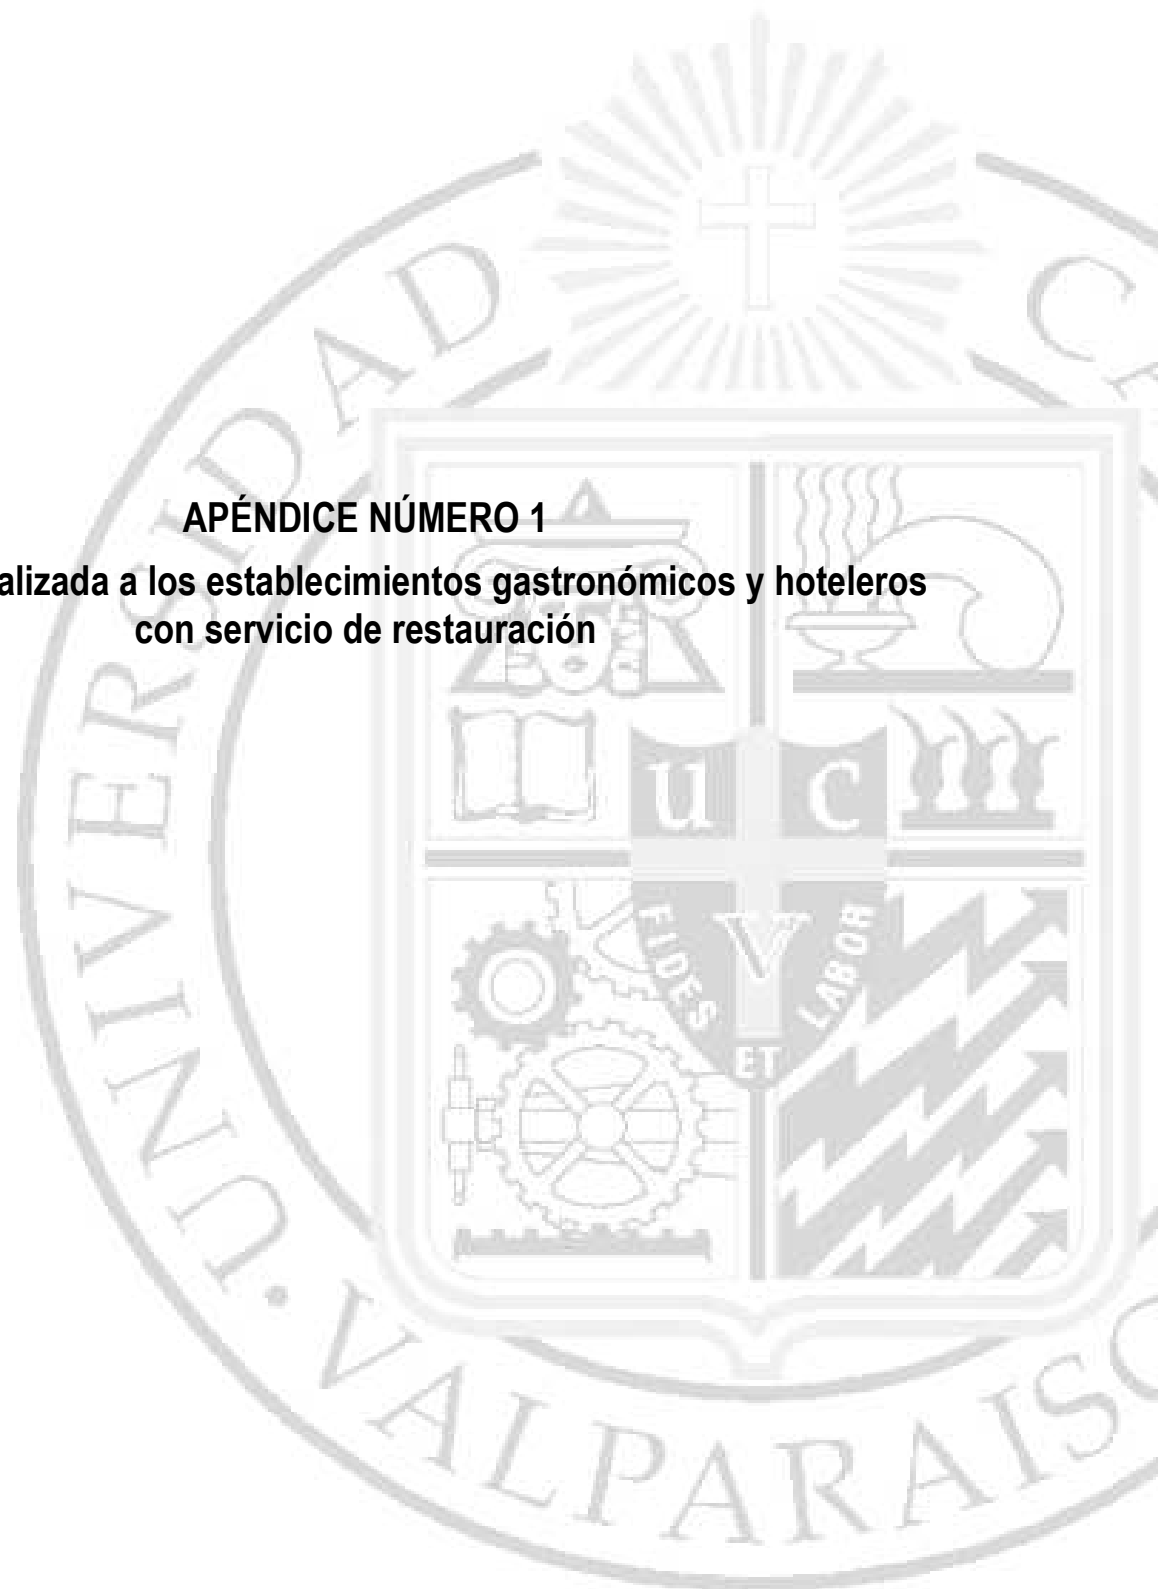 APÉNDICE NÚMERO 1
alizada a los establecimientos gastronómicos y hoteleros
con servicio de restauración
UNIVERSIDAD C
U C
V
FIDES
ET
LABOR
VALPARAISO